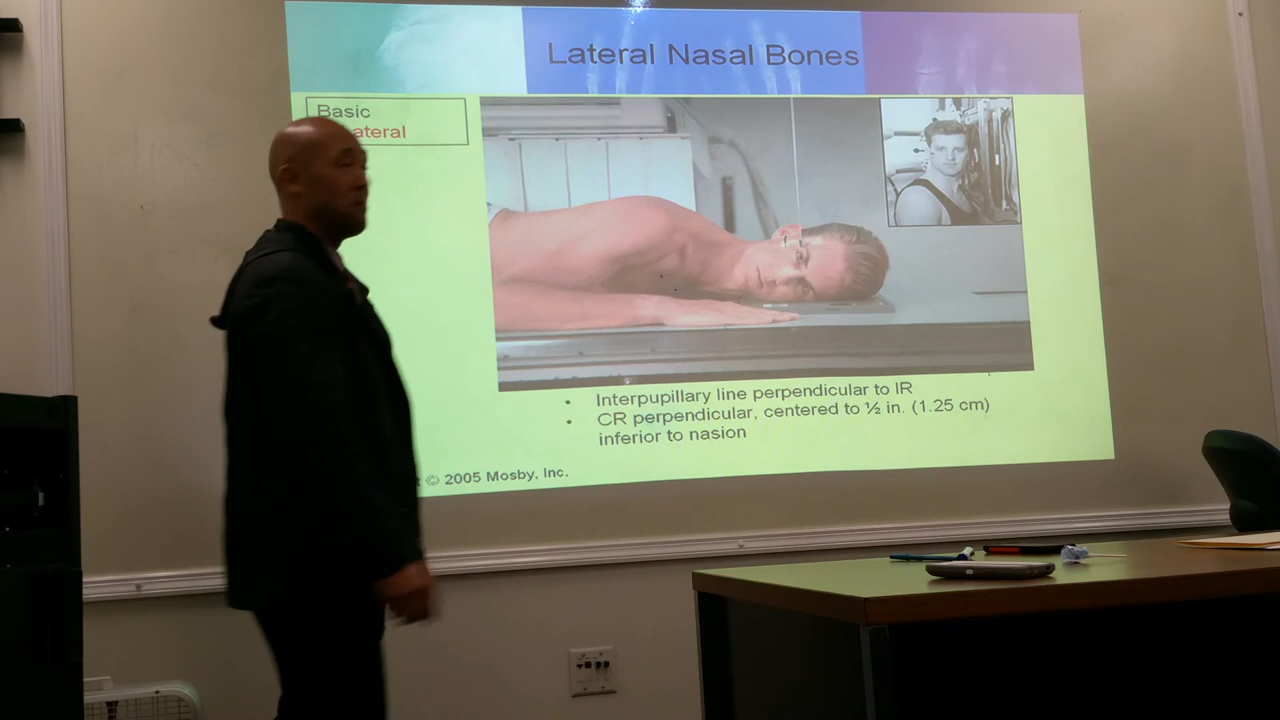 Lateral Nasal Bones
Basic
ateral
• Interpupillary line perpendicular to IR
• CR perpendicular, centered to ½ in. (1.25 cm)
inferior to nasion
t © 2005 Mosby, Inc.